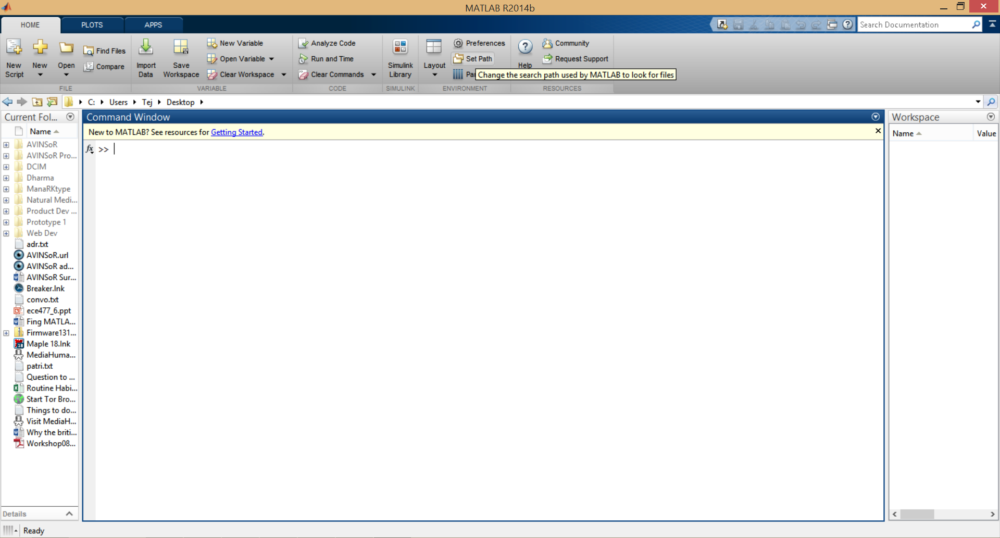 MATLAB R2014b
HOME
PLOTS
APPS
Search Documentation
New Script
New
Open
Find Files
Compare
FILE
Import Data
Save Workspace
New Variable
Open Variable
Clear Workspace
VARIABLE
Analyze Code
Run and Time
Clear Commands
CODE
Simulink Library
SIMULINK
Layout
Preferences
Set Path
Pa
ENVIRONMENT
Help
Community
Request Support
RESOURCES
Change the search path used by MATLAB to look for files
C: Users Tej Desktop
Current Fol...
Name
AVINSoR
AVINSoR Pro...
DCIM
Dharma
ManaRKtype
Natural Medi...
Product Dev ...
Prototype 1
Web Dev
adr.txt
AVINSoR.url
AVINSoR ad...
AVINSoR Sur...
Breaker.lnk
convo.txt
ece477_6.ppt
Fing MATLA...
Firmware131...
Maple 18.lnk
MediaHuma...
patri.txt
Question to ...
Routine Habi...
Start Tor Bro...
Things to do...
Visit MediaH...
Why the briti...
Workshop08...
Details
Command Window
New to MATLAB? See resources for Getting Started.
fx >>
Workspace
Name Value
Ready